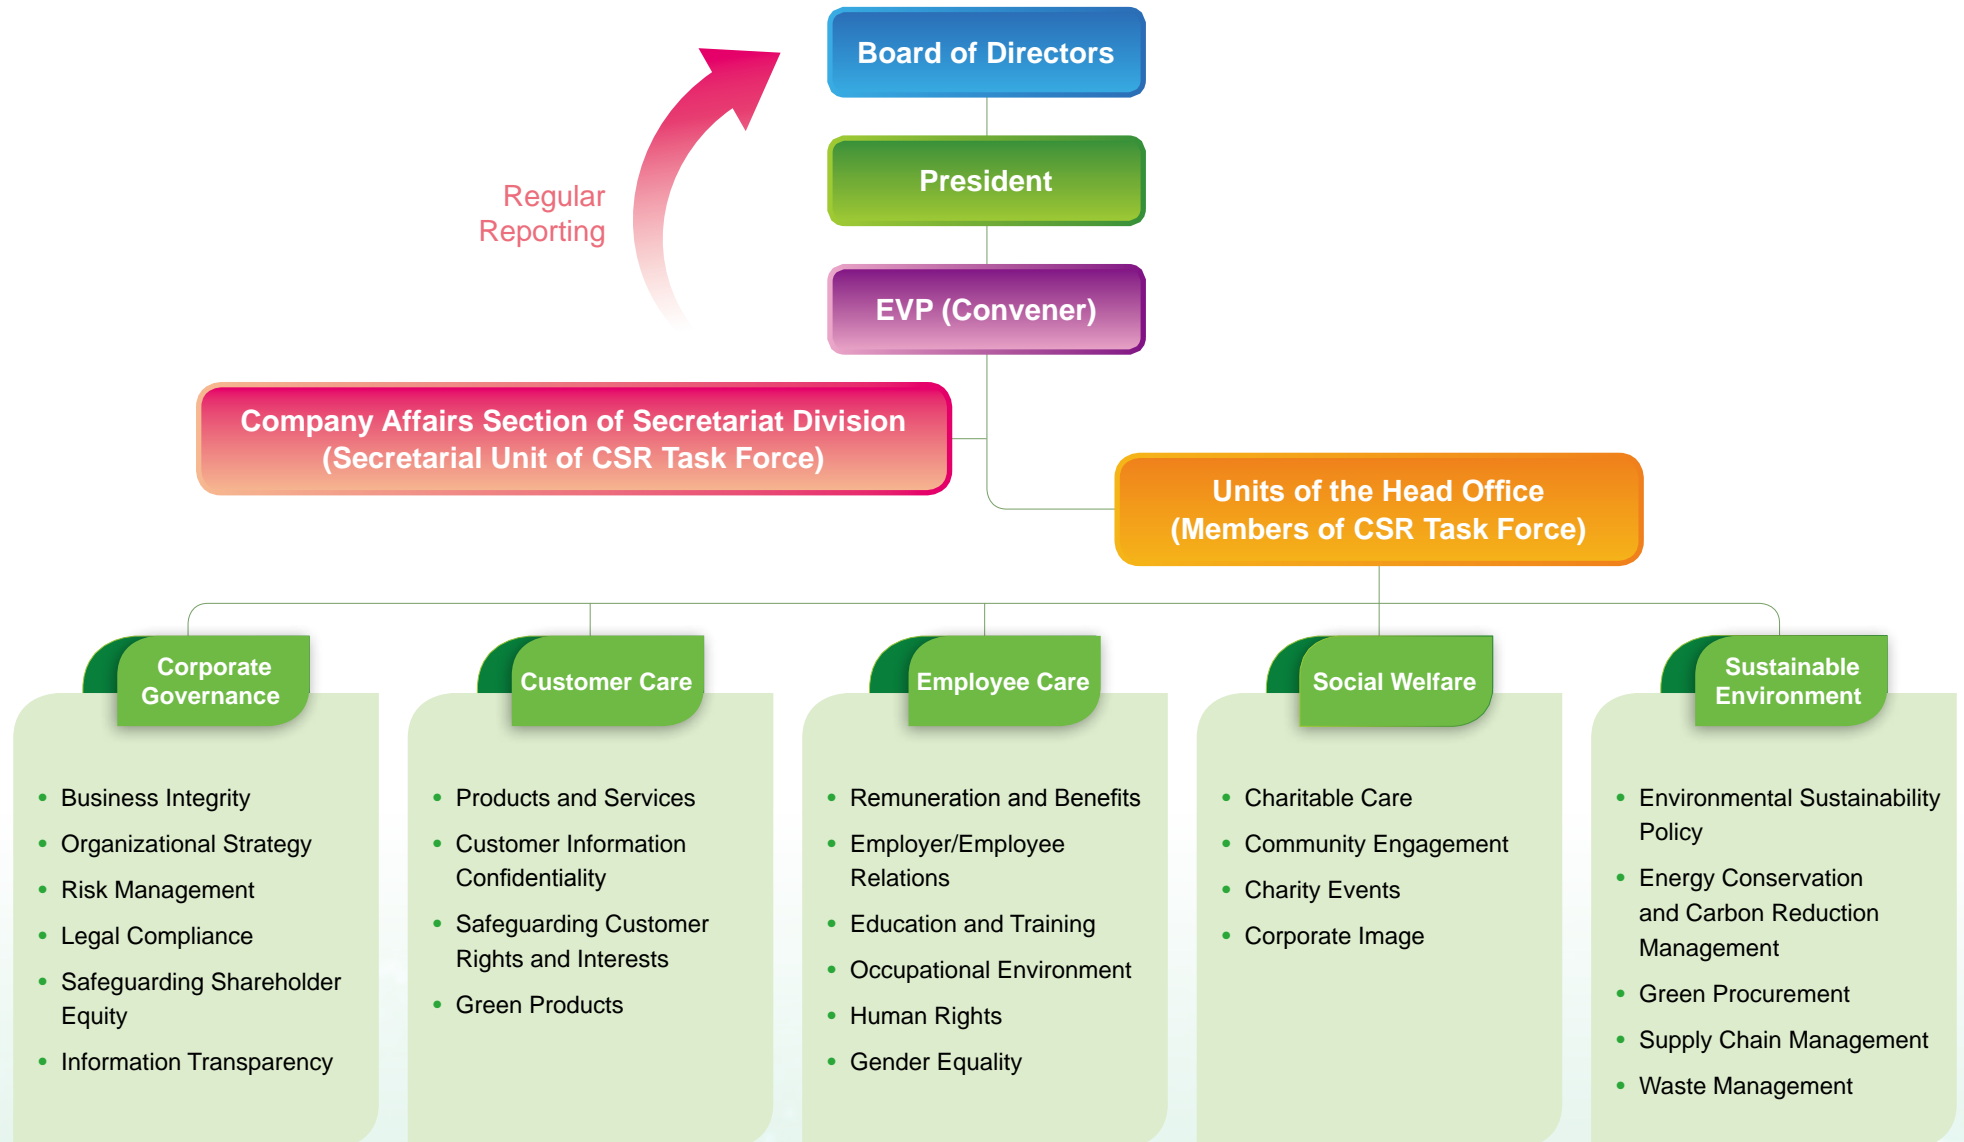 Board of Directors
President
Regular
Reporting
EVP (Convener)
Company Affairs Section of Secretariat Division
(Secretarial Unit of CSR Task Force)
Units of the Head Office
(Members of CSR Task Force)
Corporate
Governance
• Business Integrity
• Organizational Strategy
• Risk Management
• Legal Compliance
• Safeguarding Shareholder
Equity
• Information Transparency
Customer Care
• Products and Services
• Customer Information
Confidentiality
• Safeguarding Customer
Rights and Interests
• Green Products
Employee Care
• Remuneration and Benefits
• Employer/Employee
Relations
• Education and Training
• Occupational Environment
• Human Rights
• Gender Equality
Social Welfare
• Charitable Care
• Community Engagement
• Charity Events
• Corporate Image
Sustainable
Environment
• Environmental Sustainability
Policy
• Energy Conservation
and Carbon Reduction
Management
• Green Procurement
• Supply Chain Management
• Waste Management